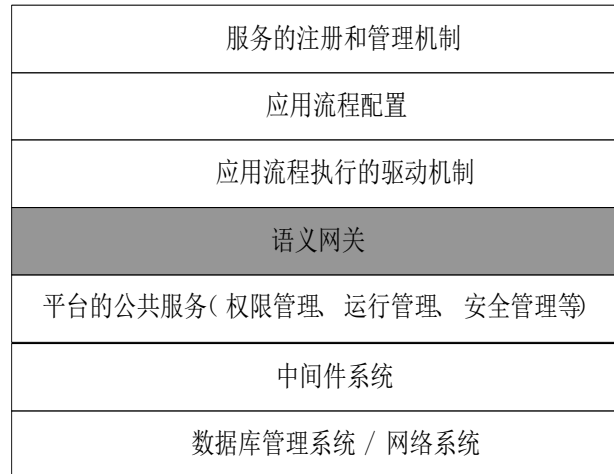 服务的注册和管理机制
应用流程配置
应用流程执行的驱动机制
语义网关
平台的公共服务(权限管理、运行管理、安全管理等)
中间件系统
数据库管理系统 / 网络系统